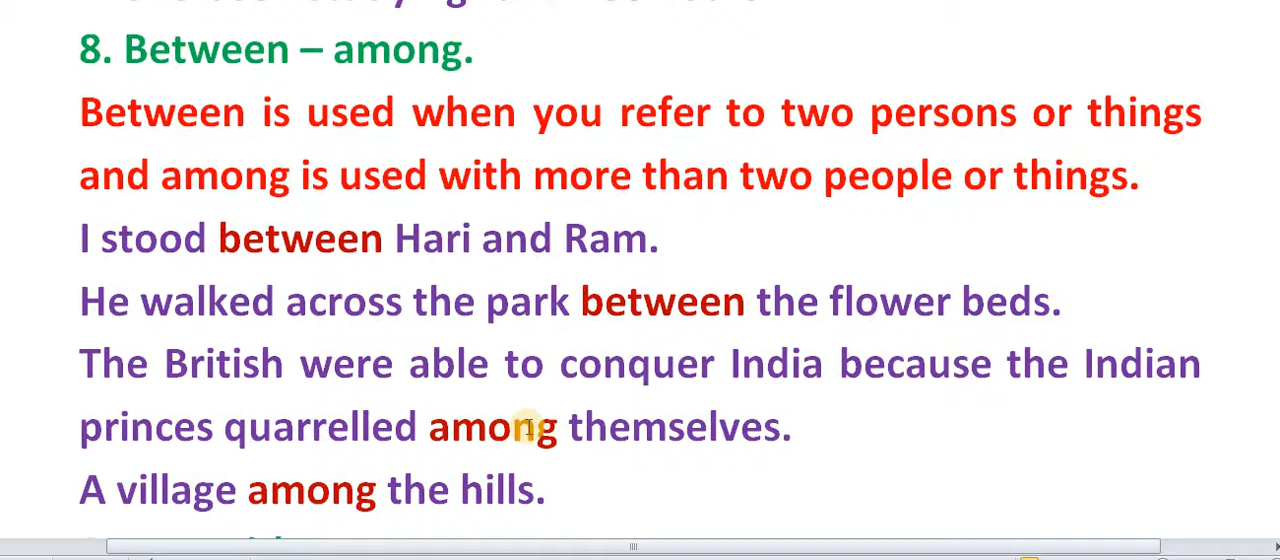 8. Between – among.
Between is used when you refer to two persons or things
and among is used with more than two people or things.
I stood between Hari and Ram.
He walked across the park between the flower beds.
The British were able to conquer India because the Indian
princes quarrelled among themselves.
A village among the hills.